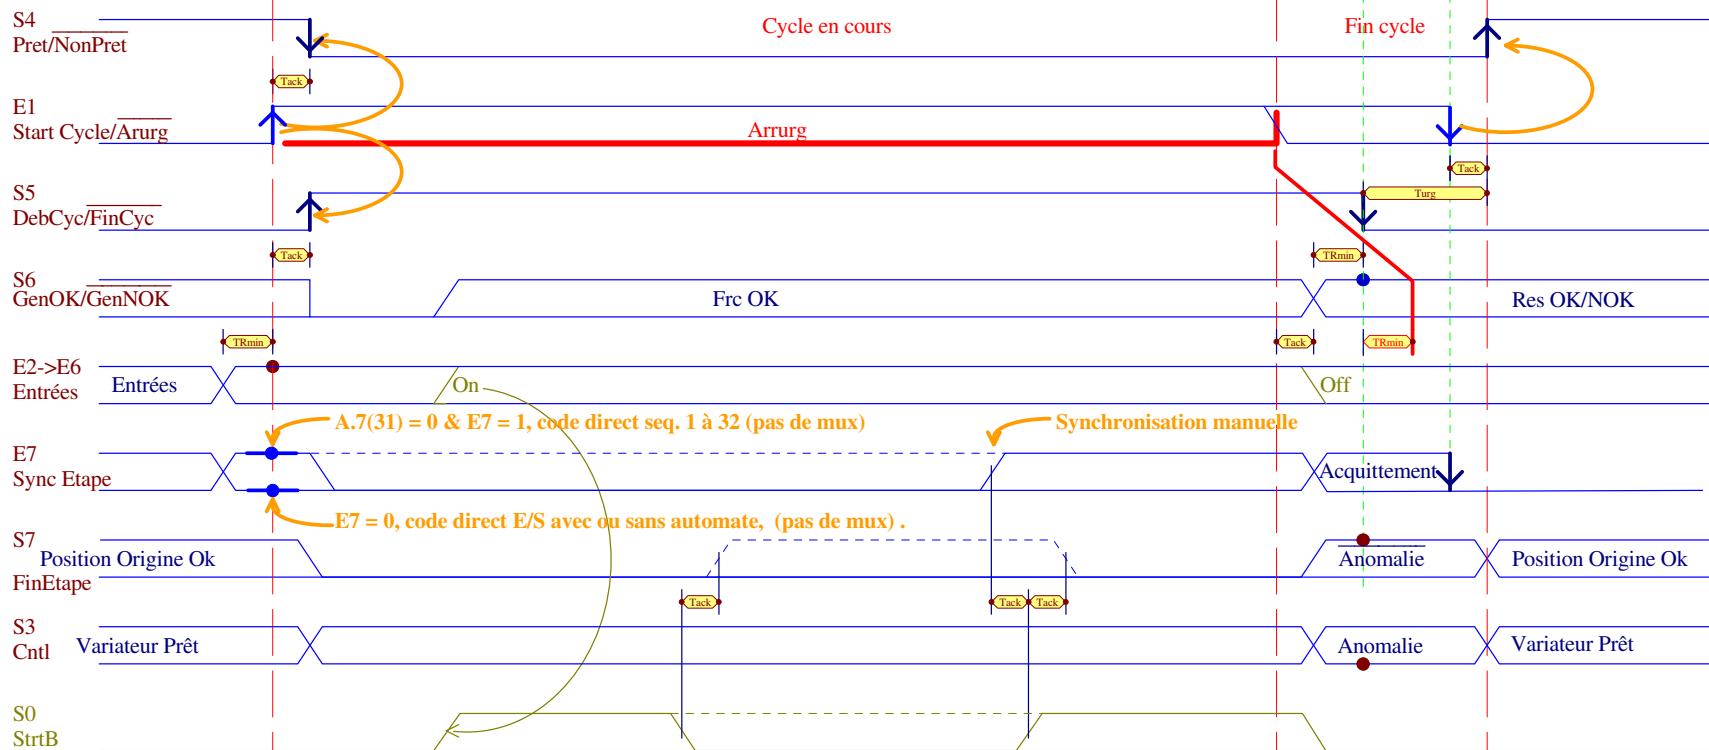 S4
Pret/NonPret
Cycle en cours
Fin cycle
Tack
E1
Start Cycle/Arurg
Arrurg
Tack
S5
DebCyc/FinCyc
Turg
Tack
TRmin
S6
GenOK/GenNOK
Frc OK
Res OK/NOK
TRmin
Tack
TRmin
E2->E6
Entrées
Entrées
On
Off
A.7(31) = 0 & E7 = 1, code direct seq. 1 à 32 (pas de mux)
Synchronisation manuelle
E7
Sync Etape
Acquittement
E7 = 0, code direct E/S avec ou sans automate, (pas de mux) .
S7
Position Origine Ok
Anomalie
Position Origine Ok
FinEtape
Tack
Tack
Tack
S3
Cntl
Variateur Prêt
Anomalie
Variateur Prêt
S0
StrtB